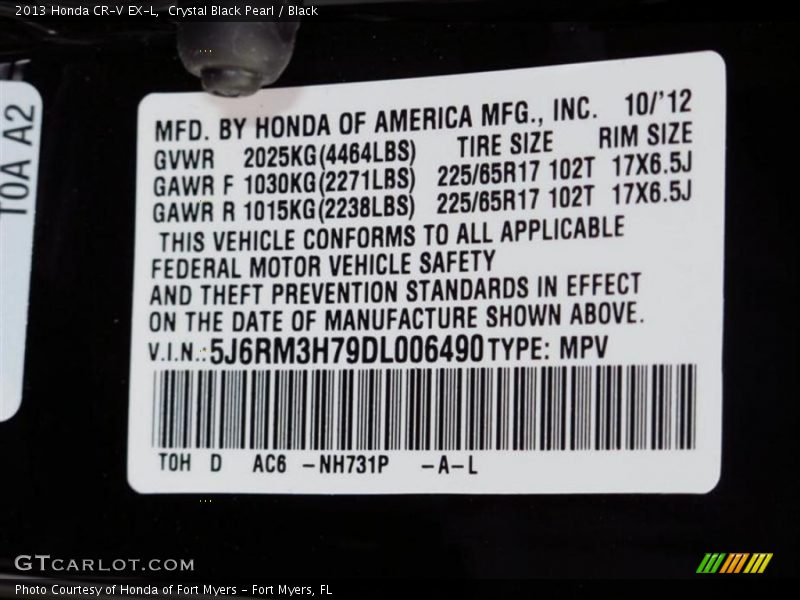 2013 Honda CR-V EX-L, Crystal Black Pearl / Black
T0A A2
MFD. BY HONDA OF AMERICA MFG., INC. 10/'12
GVWR 2025KG(4464LBS) TIRE SIZE RIM SIZE
GAWR F 1030KG(2271LBS) 225/65R17 102T 17X6.5J
GAWR R 1015KG(2238LBS) 225/65R17 102T 17X6.5J
THIS VEHICLE CONFORMS TO ALL APPLICABLE
FEDERAL MOTOR VEHICLE SAFETY
AND THEFT PREVENTION STANDARDS IN EFFECT
ON THE DATE OF MANUFACTURE SHOWN ABOVE.
V.I.N.:5J6RM3H79DL006490 TYPE: MPV
T0H D AC6 -NH731P -A-L
GTCARLOT.COM
Photo Courtesy of Honda of Fort Myers - Fort Myers, FL